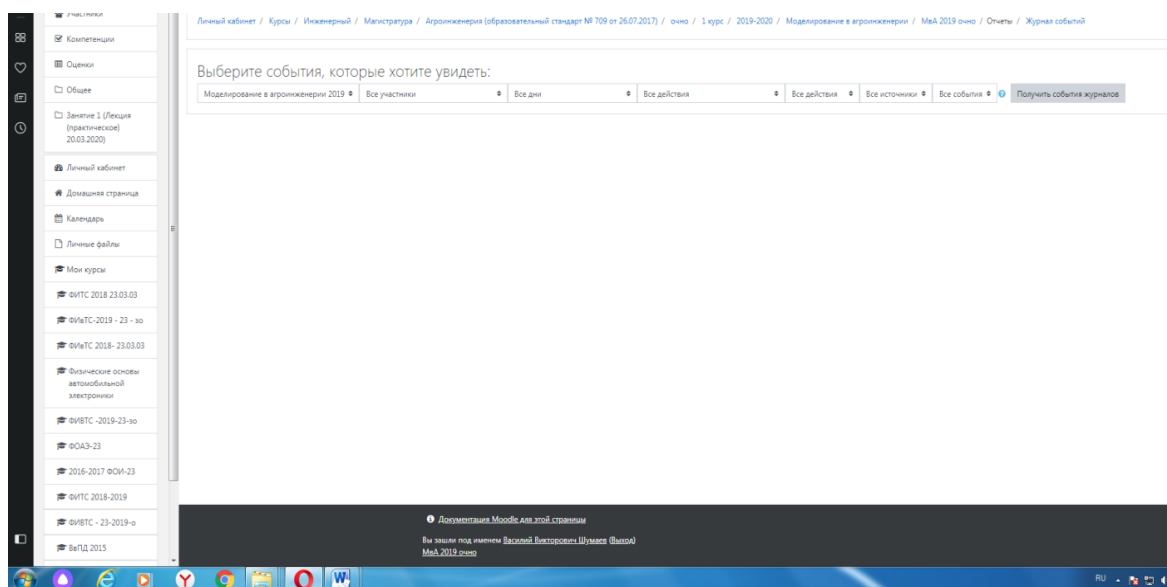 Участники
Личный кабинет / Курсы / Инженерный / Магистратура / Агроинженерия (образовательный стандарт № 709 от 26.07.2017) / очно / 1 курс / 2019-2020 / Моделирование в агроинженерии / МвА 2019 очно / Отчеты / Журнал событий
Компетенции
Оценки
Общее
Занятие 1 (Лекция
(практическое)
20.03.2020)
Выберите события, которые хотите увидеть:
Моделирование в агроинженерии 2019 Все участники Все дни Все действия Все действия Все источники Все события Получить события журналов
Личный кабинет
Домашняя страница
Календарь
Личные файлы
Мои курсы
ФИТС 2018 23.03.03
ФИвТС-2019 - 23 - зо
ФИвТС 2018- 23.03.03
Физические основы
автомобильной
электроники
ФИВТС -2019-23-зо
ФОАЭ-23
2016-2017 ФОИ-23
ФИТС 2018-2019
ФИВТС - 23-2019-о
ВвПД 2015
Документация Moodle для этой страницы
Вы зашли под именем Василий Викторович Шумаев (Выход)
МвА 2019 очно
RU